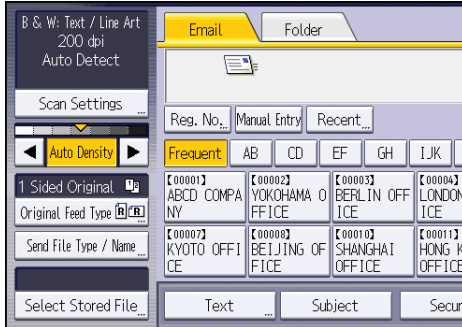 B & W: Text / Line Art
200 dpi
Auto Detect
Scan Settings
Auto Density
1 Sided Original
Original Feed Type
Send File Type / Name
Select Stored File
Email Folder
Reg. No. Manual Entry Recent
Frequent AB CD EF GH IJK
[00001] [00002] [00003] [00004]
ABCD COMPA YOKOHAMA O BERLIN OFF LONDON
NY FFICE ICE ICE
[00007] [00008] [00010] [00011]
KYOTO OFFI BEIJING OF SHANGHAI HONG K
CE FICE OFFICE OFFICE
Text Subject Secur